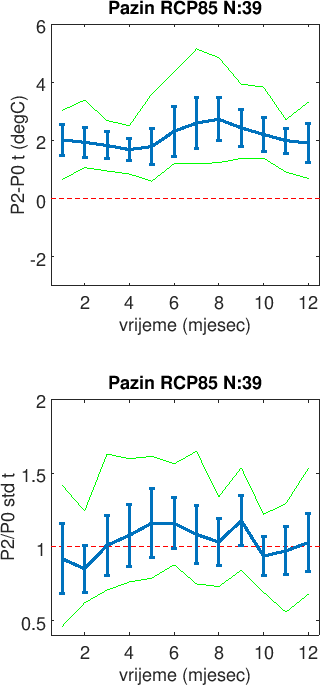 Pazin RCP85 N:39
6
4
2
0
-2
P2-P0 t (degC)
2 4 6 8 10 12
vrijeme (mjesec)
Pazin RCP85 N:39
2
1.5
1
0.5
P2/P0 std t
2 4 6 8 10 12
vrijeme (mjesec)